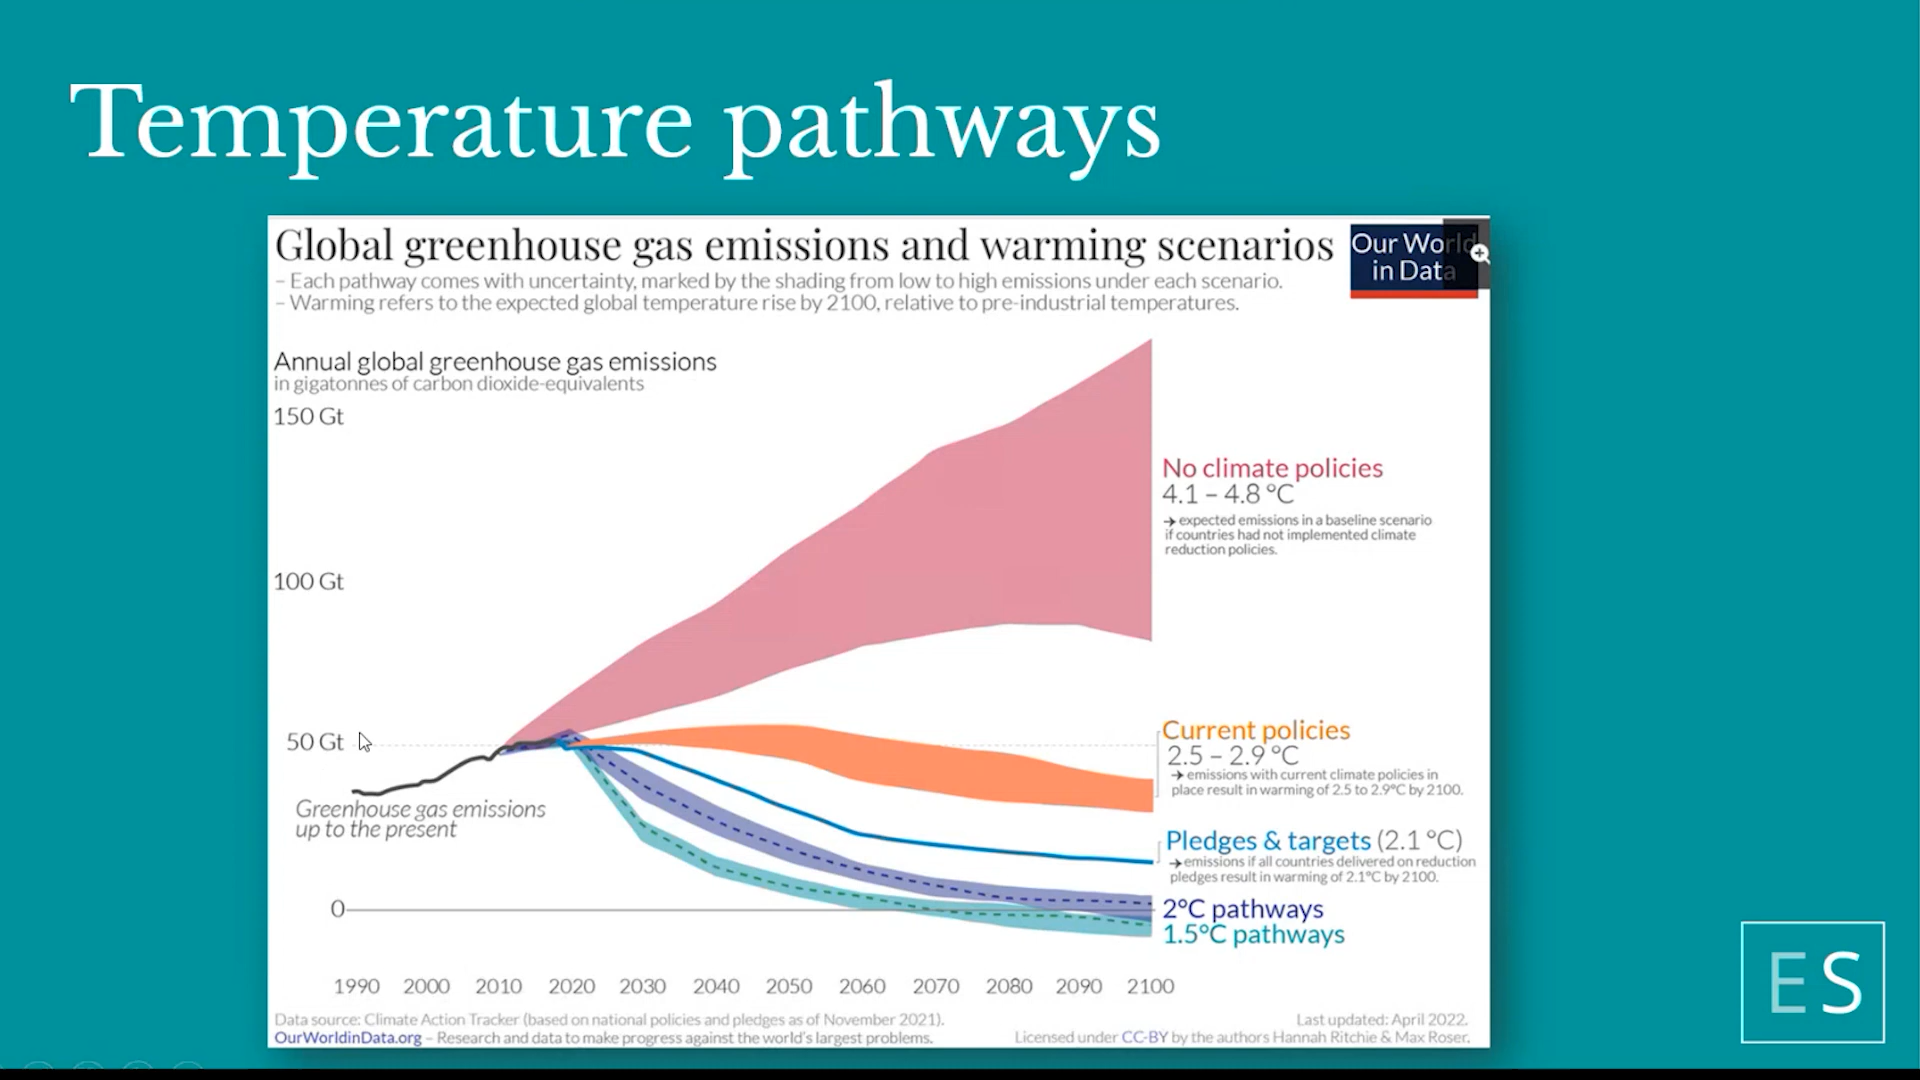 Temperature pathways
Global greenhouse gas emissions and warming scenarios
Our World
in Data
– Each pathway comes with uncertainty, marked by the shading from low to high emissions under each scenario.
– Warming refers to the expected global temperature rise by 2100, relative to pre-industrial temperatures.
Annual global greenhouse gas emissions
in gigatonnes of carbon dioxide-equivalents
150 Gt
100 Gt
50 Gt
0
No climate policies
4.1 – 4.8 °C
→ expected emissions in a baseline scenario
if countries had not implemented climate
reduction policies.
Current policies
2.5 – 2.9 °C
→ emissions with current climate policies in
place result in warming of 2.5 to 2.9°C by 2100.
Greenhouse gas emissions
up to the present
Pledges & targets (2.1 °C)
→ emissions if all countries delivered on reduction
pledges result in warming of 2.1°C by 2100.
2°C pathways
1.5°C pathways
1990 2000 2010 2020 2030 2040 2050 2060 2070 2080 2090 2100
Data source: Climate Action Tracker (based on national policies and pledges as of November 2021).
Last updated: April 2022.
OurWorldinData.org – Research and data to make progress against the world's largest problems.
Licensed under CC-BY by the authors Hannah Ritchie & Max Roser.
ES